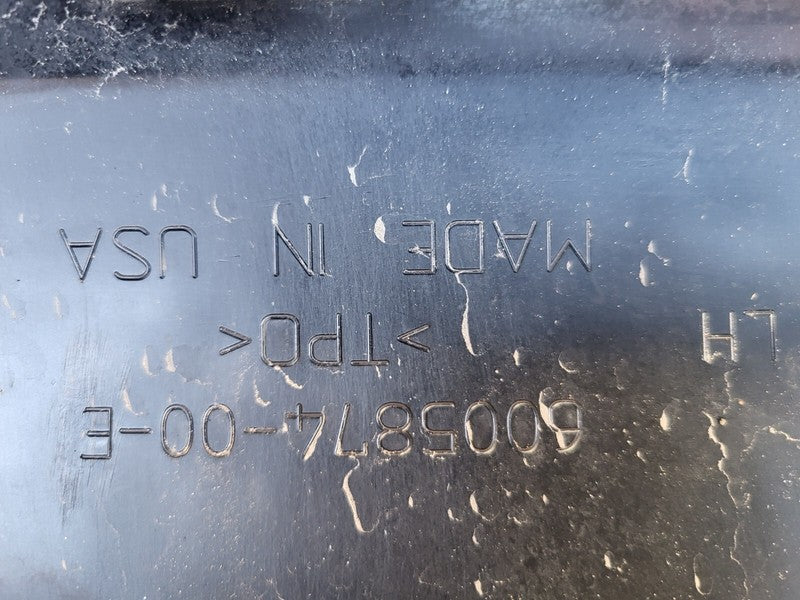 6005874-00-E
LH >TPO<
MADE IN USA